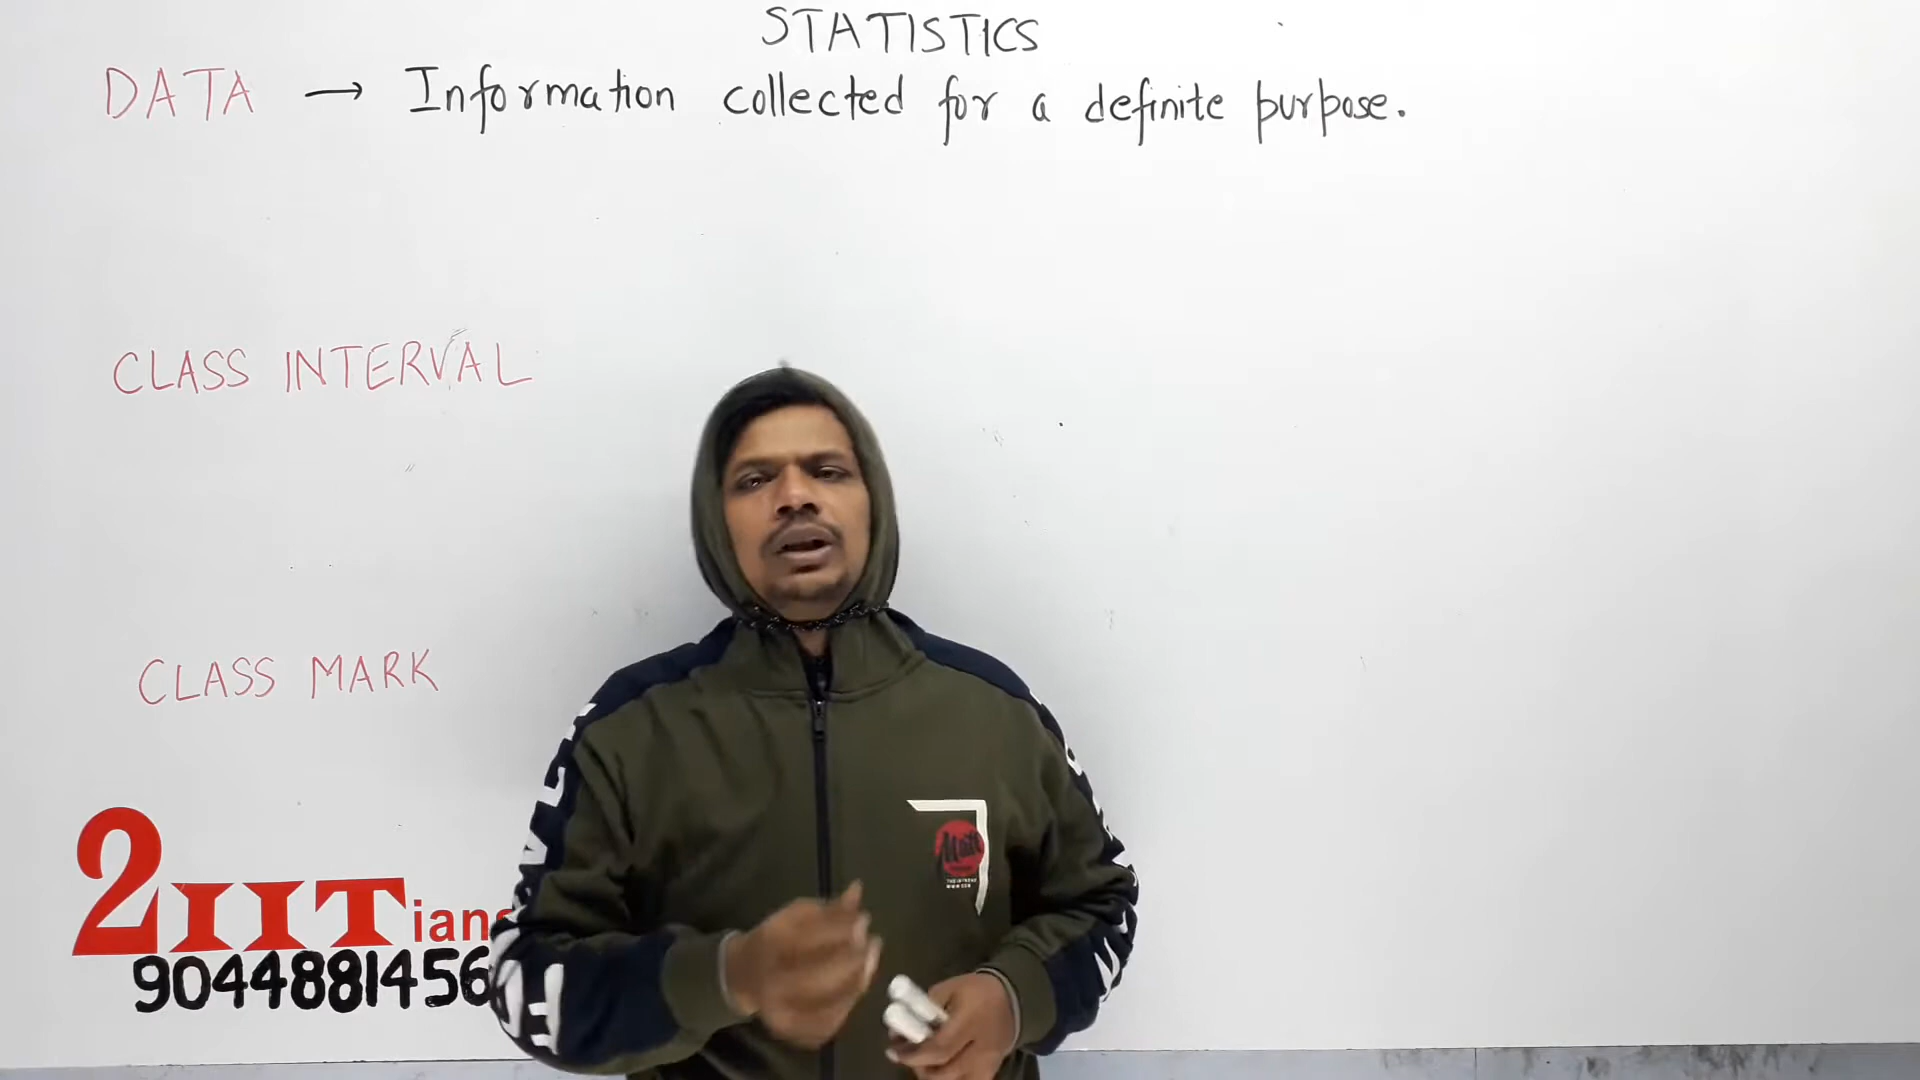 STATISTICS
DATA → Information collected for a definite purpose.
CLASS INTERVAL
CLASS MARK
2IITians
9044881456